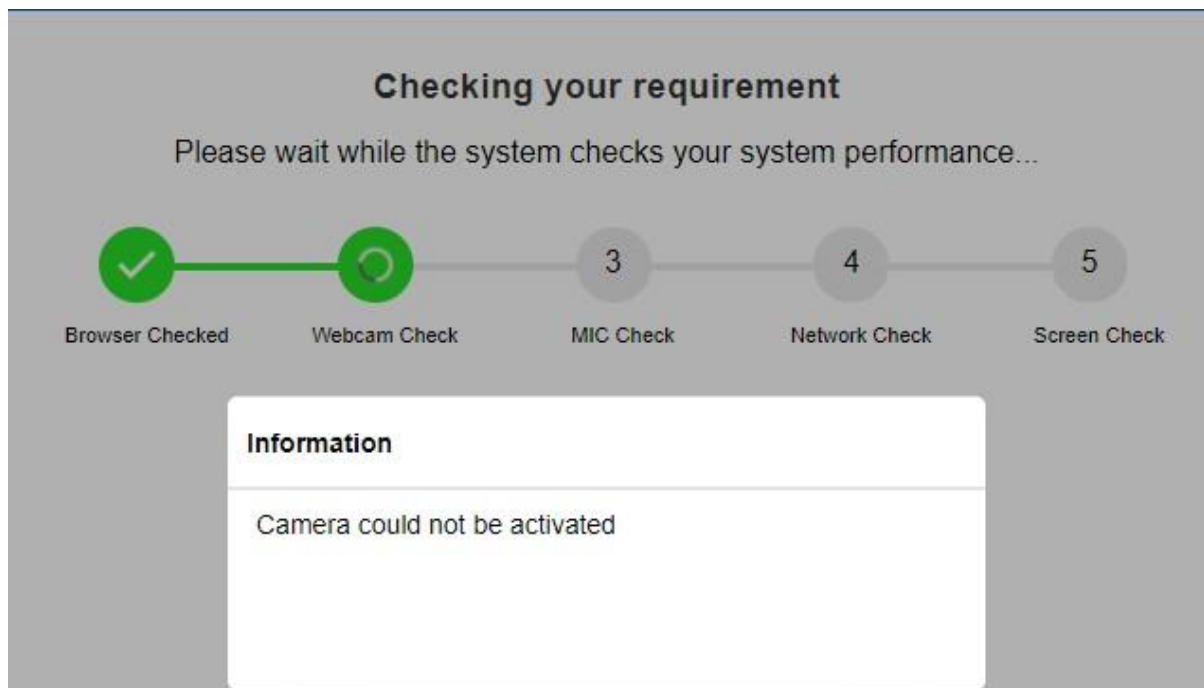 Checking your requirement
Please wait while the system checks your system performance...
3
4
5
Browser Checked
Webcam Check
MIC Check
Network Check
Screen Check
Information
Camera could not be activated